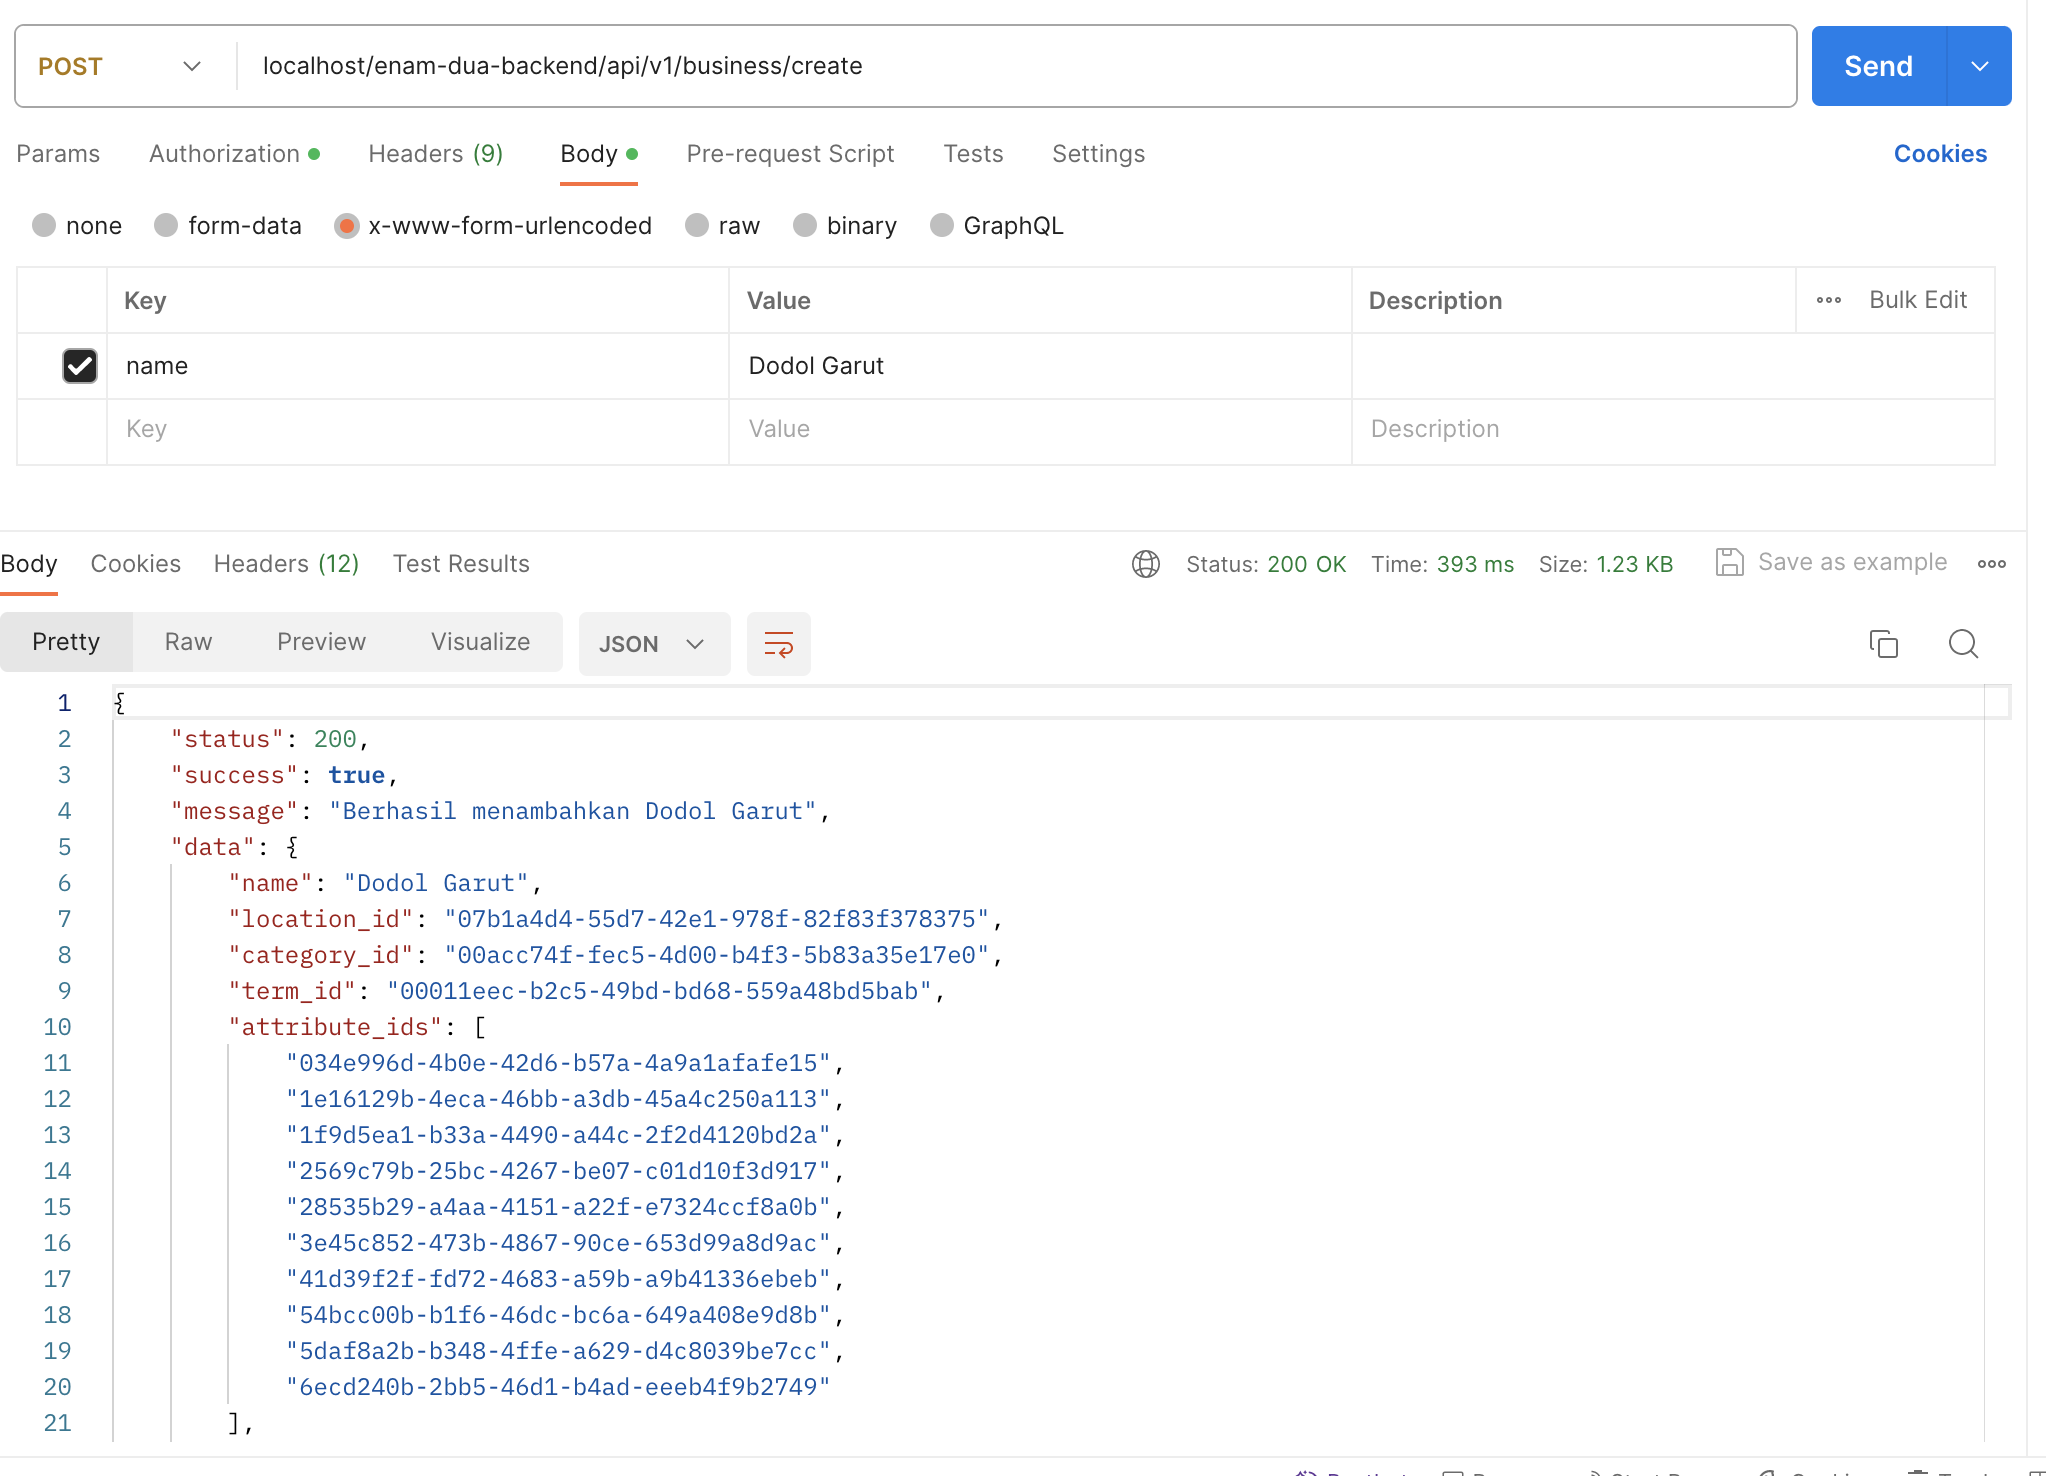 POST localhost/enam-dua-backend/api/v1/business/create Send
Params Authorization Headers (9) Body Pre-request Script Tests Settings Cookies
none form-data x-www-form-urlencoded raw binary GraphQL
Key Value Description Bulk Edit
name Dodol Garut
Key Value Description
Body Cookies Headers (12) Test Results Status: 200 OK Time: 393 ms Size: 1.23 KB Save as example
Pretty Raw Preview Visualize JSON
1 {
2 "status": 200,
3 "success": true,
4 "message": "Berhasil menambahkan Dodol Garut",
5 "data": {
6 "name": "Dodol Garut",
7 "location_id": "07b1a4d4-55d7-42e1-978f-82f83f378375",
8 "category_id": "00acc74f-fec5-4d00-b4f3-5b83a35e17e0",
9 "term_id": "00011eec-b2c5-49bd-bd68-559a48bd5bab",
10 "attribute_ids": [
11 "034e996d-4b0e-42d6-b57a-4a9a1afafe15",
12 "1e16129b-4eca-46bb-a3db-45a4c250a113",
13 "1f9d5ea1-b33a-4490-a44c-2f2d4120bd2a",
14 "2569c79b-25bc-4267-be07-c01d10f3d917",
15 "28535b29-a4aa-4151-a22f-e7324ccf8a0b",
16 "3e45c852-473b-4867-90ce-653d99a8d9ac",
17 "41d39f2f-fd72-4683-a59b-a9b41336ebeb",
18 "54bcc00b-b1f6-46dc-bc6a-649a408e9d8b",
19 "5daf8a2b-b348-4ffe-a629-d4c8039be7cc",
20 "6ecd240b-2bb5-46d1-b4ad-eeeb4f9b2749"
21 ],